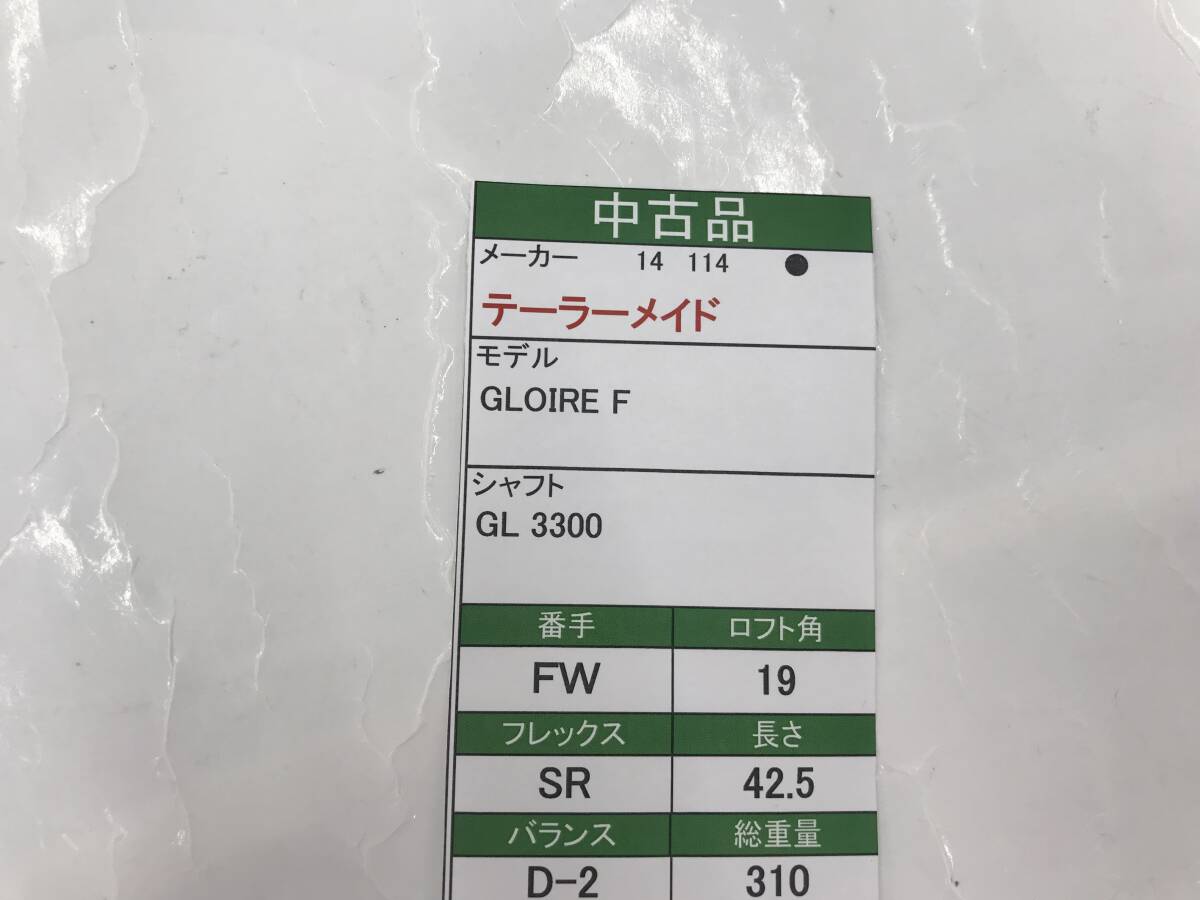 中古品
メーカー 14 114 ●
テーラーメイド
モデル
GLOIRE F
シャフト
GL 3300
番手 ロフト角
FW 19
フレックス 長さ
SR 42.5
バランス 総重量
D-2 310